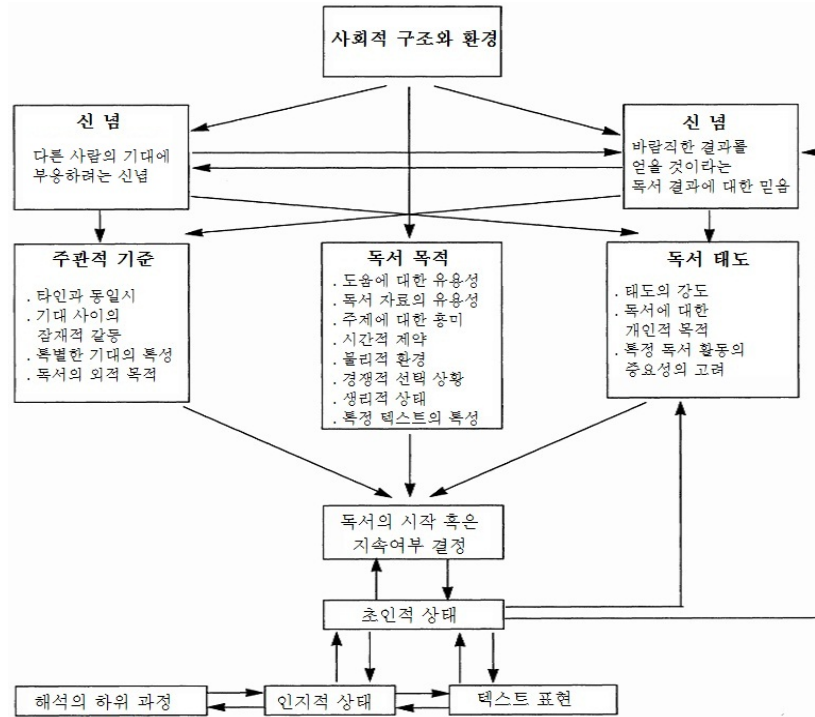 사회적 구조와 환경
신 념
다른 사람의 기대에
부응하려는 신념
신 념
바람직한 결과를
얻을 것이라는
독서 결과에 대한 믿음
주관적 기준
. 타인과 동일시
. 기대 사이의
잠재적 갈등
. 특별한 기대의 특성
. 독서의 외적 목적
독서 목적
. 도움에 대한 유용성
. 독서 자료의 유용성
. 주제에 대한 흥미
. 시간적 제약
. 물리적 환경
. 경쟁적 선택 상황
. 생리적 상태
. 특정 텍스트의 특성
독서 태도
. 태도의 강도
. 독서에 대한
개인적 목적
. 특정 독서 활동의
중요성의 고려
독서의 시작 혹은
지속여부 결정
초인적 상태
해석의 하위 과정
인지적 상태
텍스트 표현